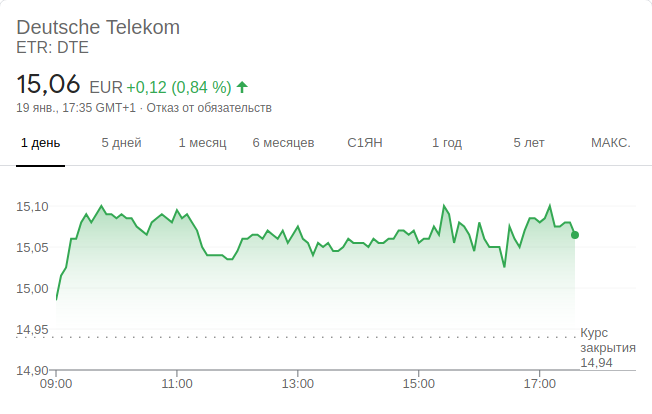 Deutsche Telekom
ETR: DTE
15,06 EUR +0,12 (0,84 %)
19 янв., 17:35 GMT+1 · Отказ от обязательств
1 день 5 дней 1 месяц 6 месяцев С1ЯН 1 год 5 лет МАКС.
15,10
15,05
15,00
14,95
Курс
закрытия
14,94
14,90
09:00 11:00 13:00 15:00 17:00